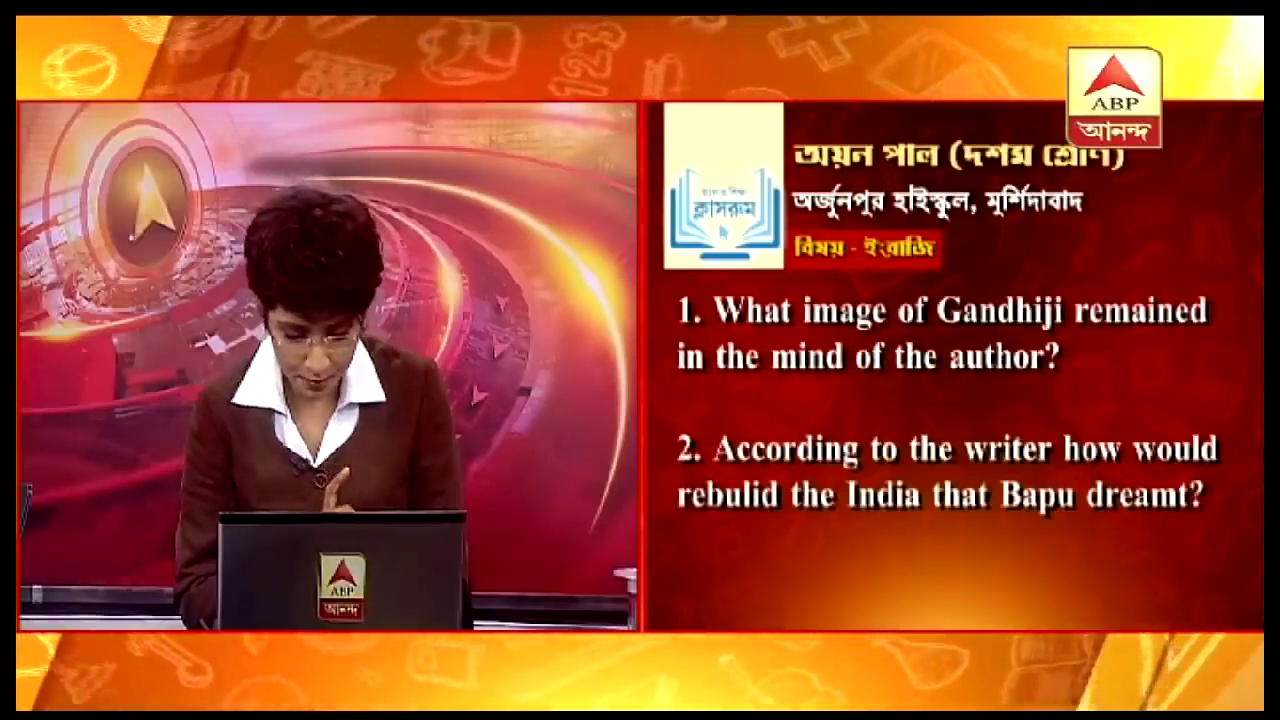 ABP
আনন্দ
অয়ন পাল (দশম শ্রেণি)
অর্জুনপুর হাইস্কুল, মুর্শিদাবাদ
ক্লাসরুম
বিষয় - ইংরাজি
1. What image of Gandhiji remained
in the mind of the author?
2. According to the writer how would
rebulid the India that Bapu dreamt?
ABP
আনন্দ
123